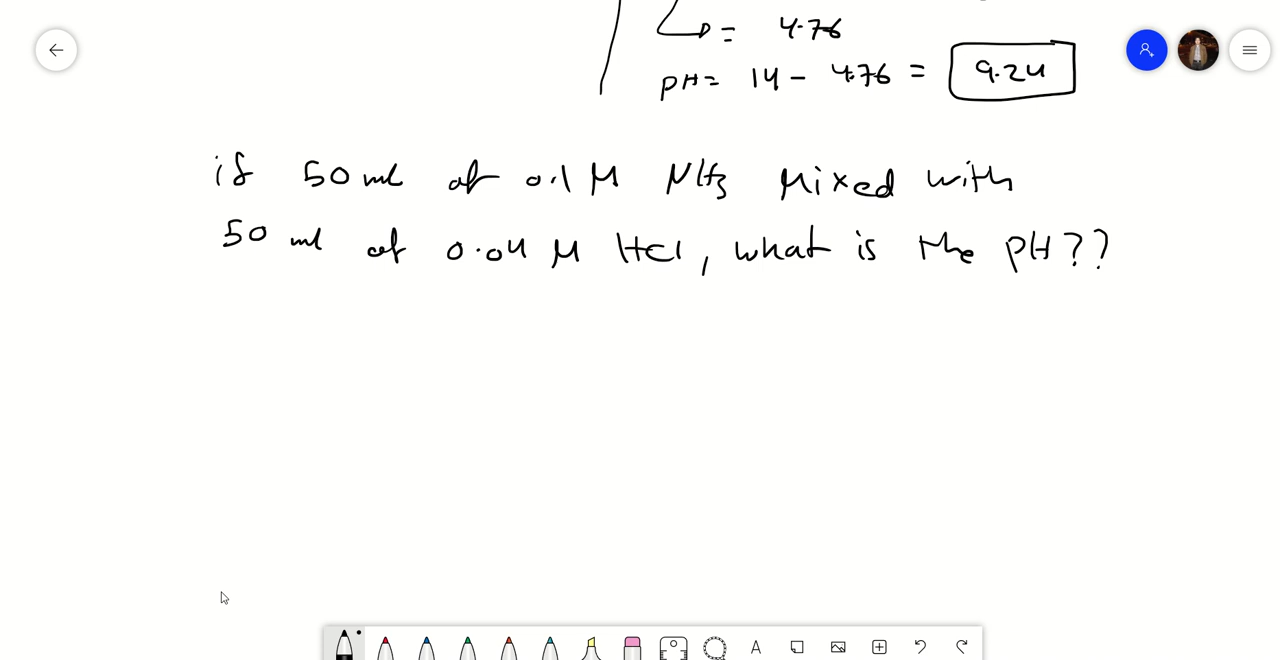 = 4.76
pH = 14 - 4.76 = 9.24
if 50 ml of 0.1 M NH3 Mixed with
50 ml of 0.04 M HCl, what is the pH??
A